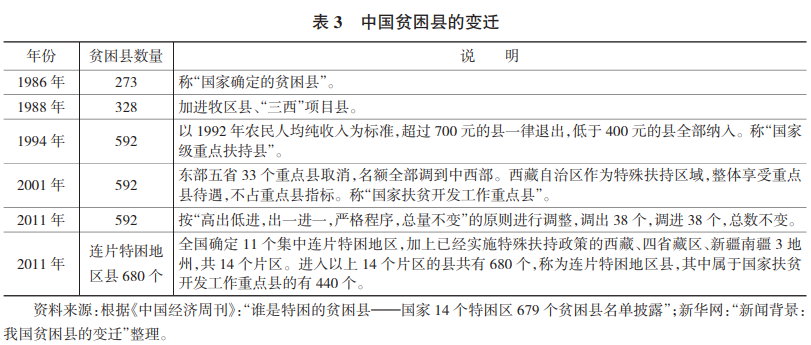 表 3 中国贫困县的变迁
年份 贫困县数量 说 明
1986 年 273 称“国家确定的贫困县”。
1988 年 328 加进牧区县、“三西”项目县。
以 1992 年农民人均纯收入为标准,超过 700 元的县一律退出,低于 400 元的县全部纳入。称“国
1994 年 592
家级重点扶持县”。
东部五省 33 个重点县取消,名额全部调到中西部。西藏自治区作为特殊扶持区域,整体享受重点
2001 年 592
县待遇,不占重点县指标。称“国家扶贫开发工作重点县”。
2011 年 592 按“高出低进,出一进一,严格程序,总量不变”的原则进行调整,调出 38 个,调进 38 个,总数不变。
全国确定 11 个集中连片特困地区,加上已经实施特殊扶持政策的西藏、四省藏区、新疆南疆 3 地
2011 年 连片特困地
区县 680 个
州,共 14 个片区。进入以上 14 个片区的县共有 680 个,称为连片特困地区县,其中属于国家扶贫
开发工作重点县的有 440 个。
资料来源:根据《中国经济周刊》:“谁是特困的贫困县——国家 14 个特困区 679 个贫困县名单披露”;新华网:“新闻背景:
我国贫困县的变迁”整理。